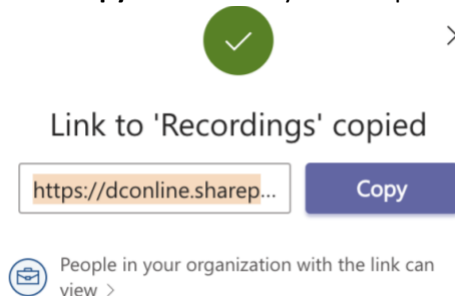 Link to 'Recordings' copied
https://dconline.sharep...
Copy
People in your organization with the link can
view >